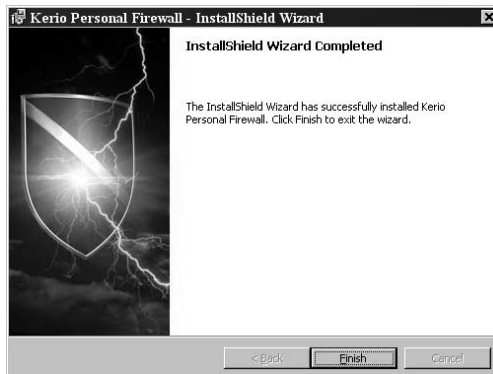 Kerio Personal Firewall - InstallShield Wizard
InstallShield Wizard Completed
The InstallShield Wizard has successfully installed Kerio
Personal Firewall. Click Finish to exit the wizard.
< Back
Finish
Cancel